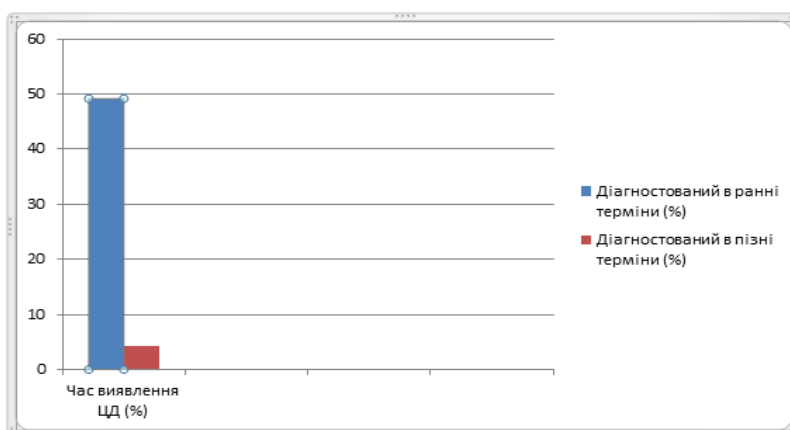 60
50
40
30
20
10
0
Час виявлення
ЦД (%)
Діагностований в ранні
терміни (%)
Діагностований в пізні
терміни (%)